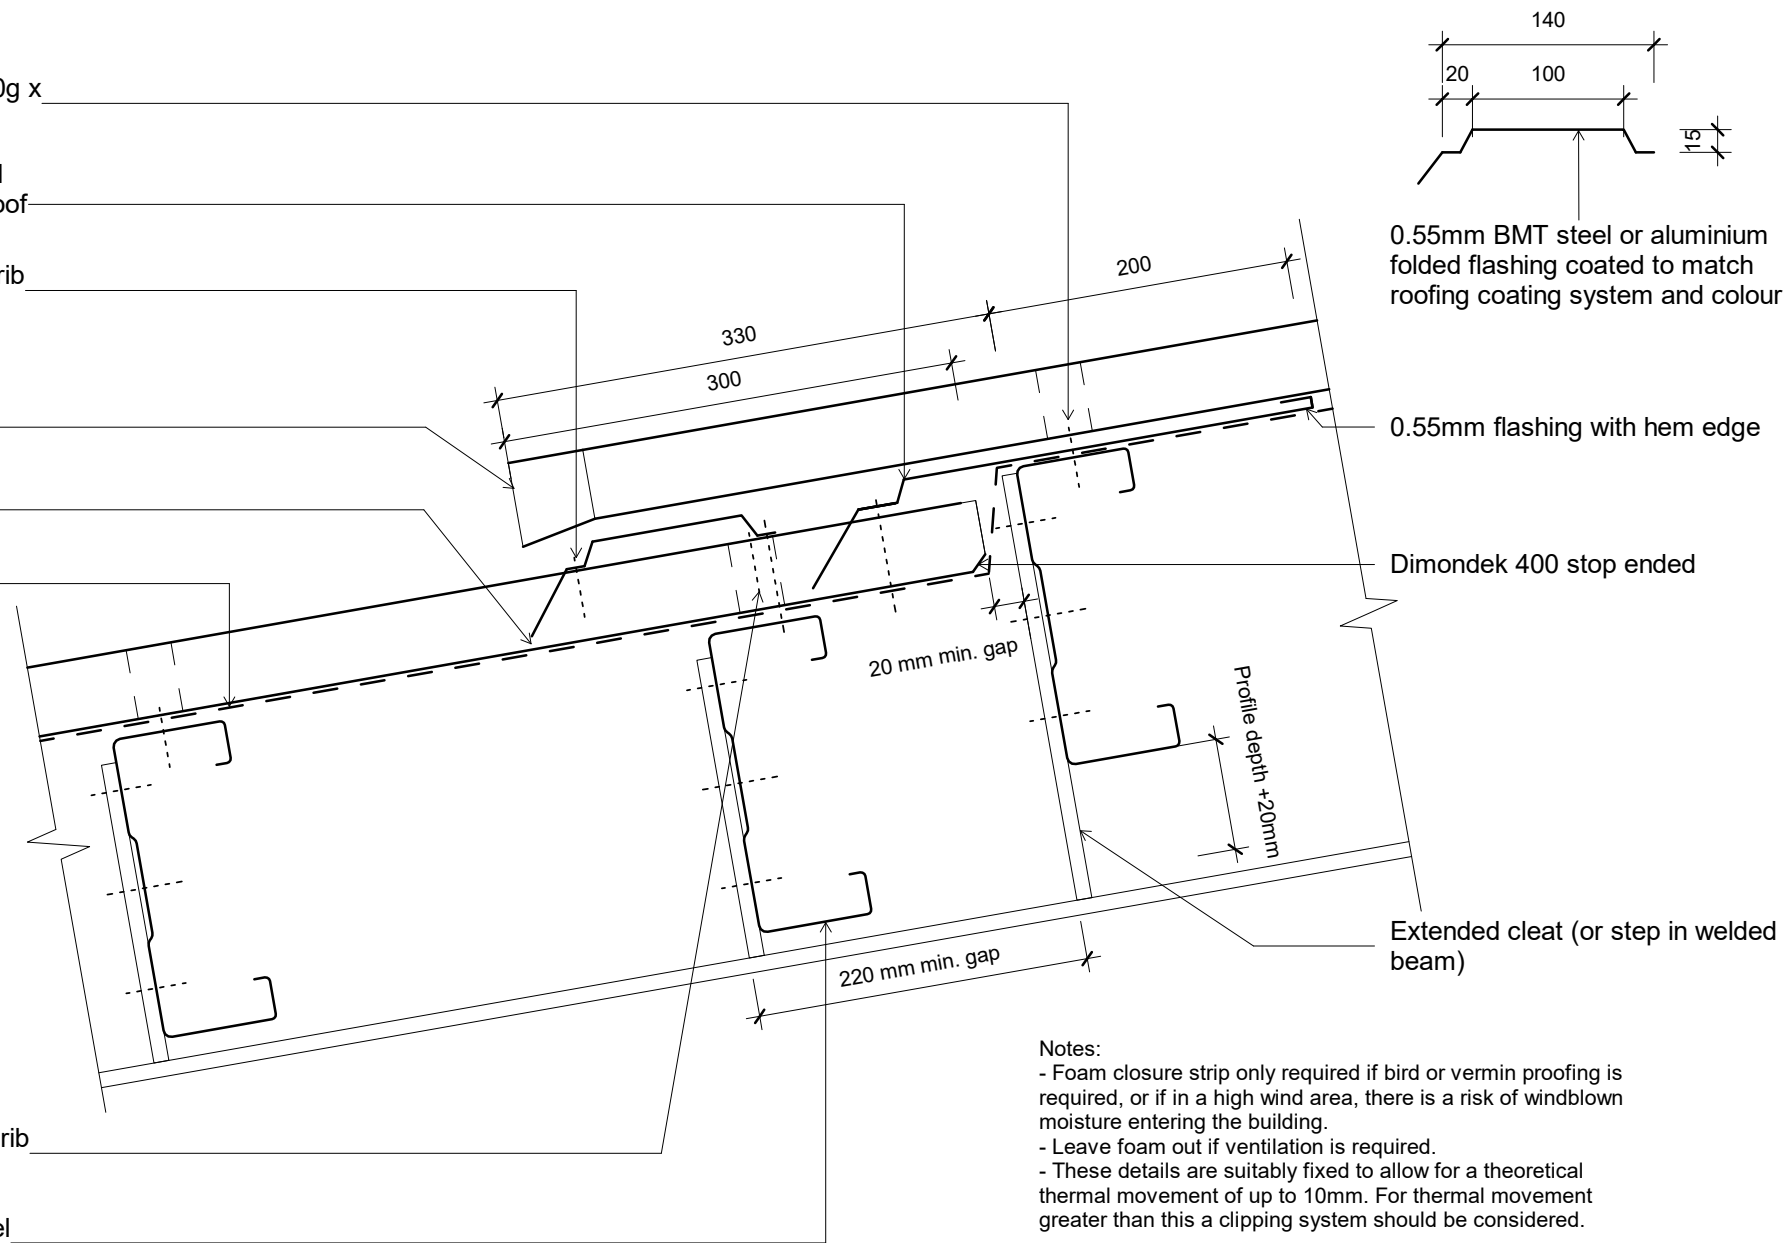 140
0g x
20
100
15
l
oof
rib
0.55mm BMT steel or aluminium
folded flashing coated to match
roofing coating system and colour
200
330
300
0.55mm flashing with hem edge
Dimondek 400 stop ended
20 mm min. gap
Profile depth +20mm
Extended cleat (or step in welded
beam)
220 mm min. gap
Notes:
- Foam closure strip only required if bird or vermin proofing is
required, or if in a high wind area, there is a risk of windblown
moisture entering the building.
- Leave foam out if ventilation is required.
- These details are suitably fixed to allow for a theoretical
thermal movement of up to 10mm. For thermal movement
greater than this a clipping system should be considered.
rib
el